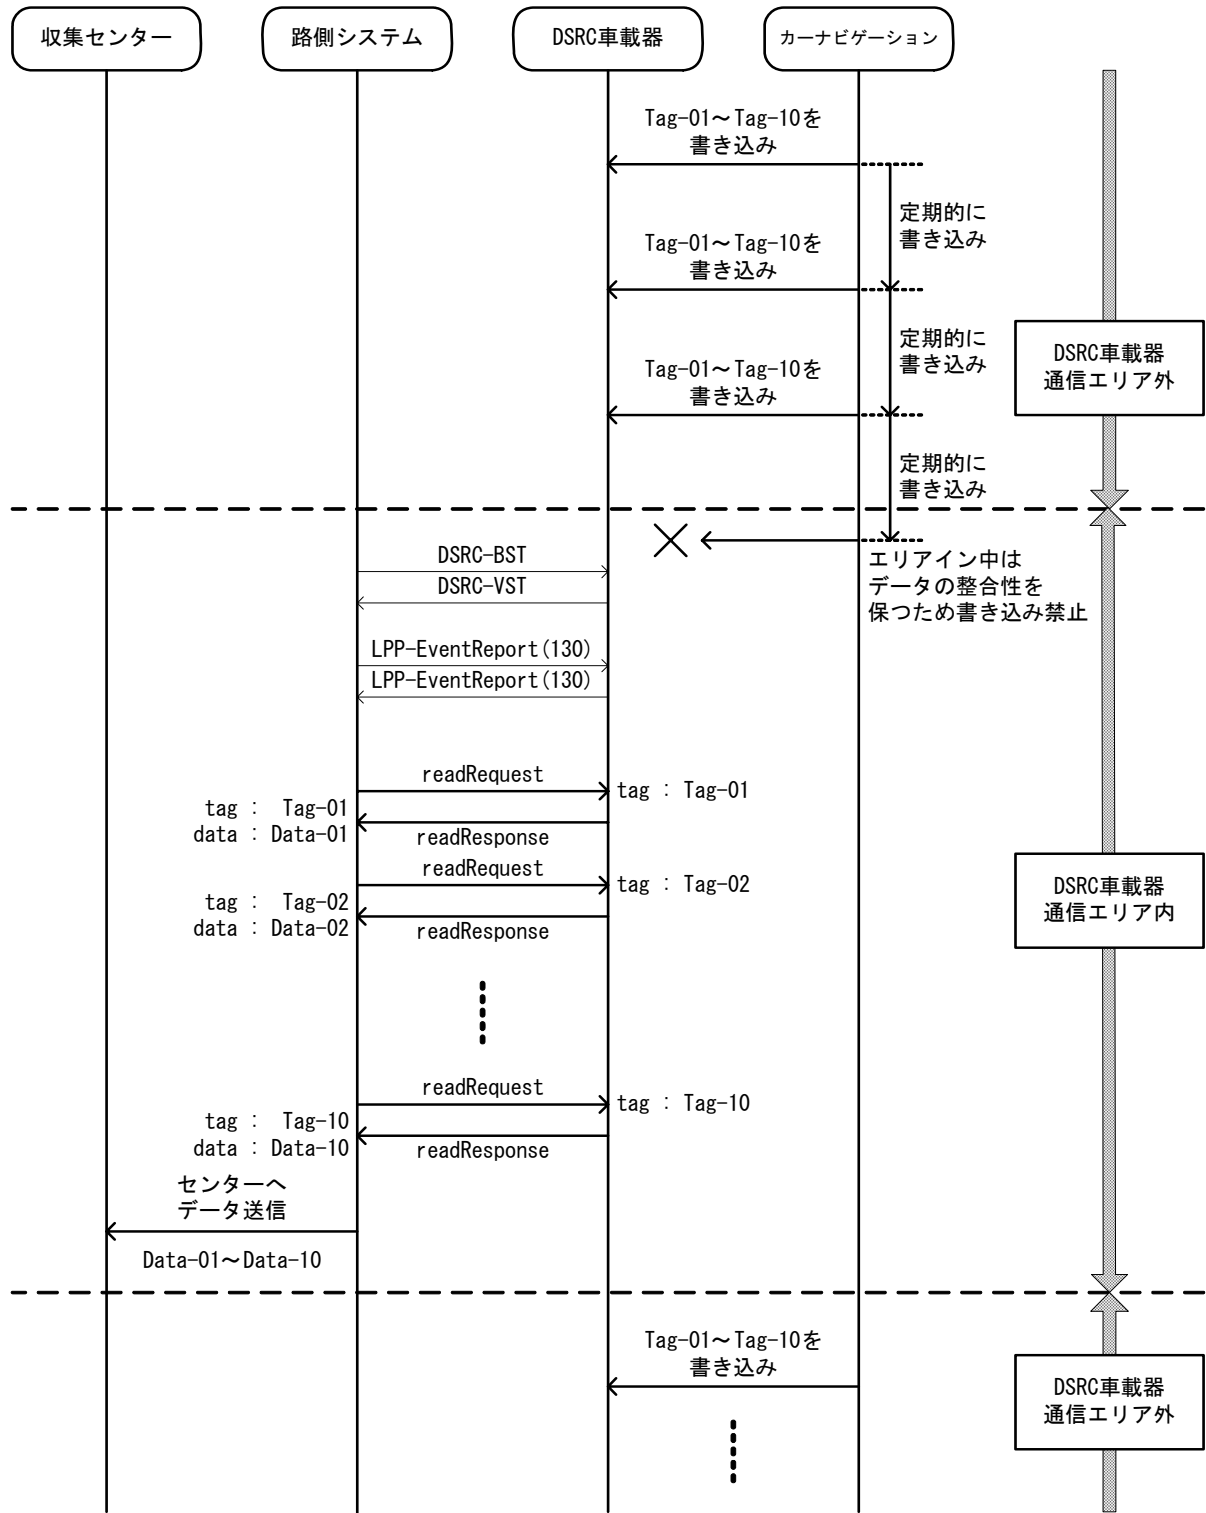 収集センター
路側システム
DSRC車載器
カーナビゲーション
Tag-01～Tag-10を
書き込み
定期的に
書き込み
Tag-01～Tag-10を
書き込み
定期的に
書き込み
DSRC車載器
通信エリア外
Tag-01～Tag-10を
書き込み
定期的に
書き込み
DSRC-BST
エリアイン中は
データの整合性を
保つため書き込み禁止
DSRC-VST
LPP-EventReport(130)
LPP-EventReport(130)
readRequest
tag : Tag-01
tag : Tag-01
data : Data-01
readResponse
readRequest
tag : Tag-02
tag : Tag-02
data : Data-02
readResponse
DSRC車載器
通信エリア内
readRequest
tag : Tag-10
tag : Tag-10
data : Data-10
readResponse
センターへ
データ送信
Data-01～Data-10
Tag-01～Tag-10を
書き込み
DSRC車載器
通信エリア外